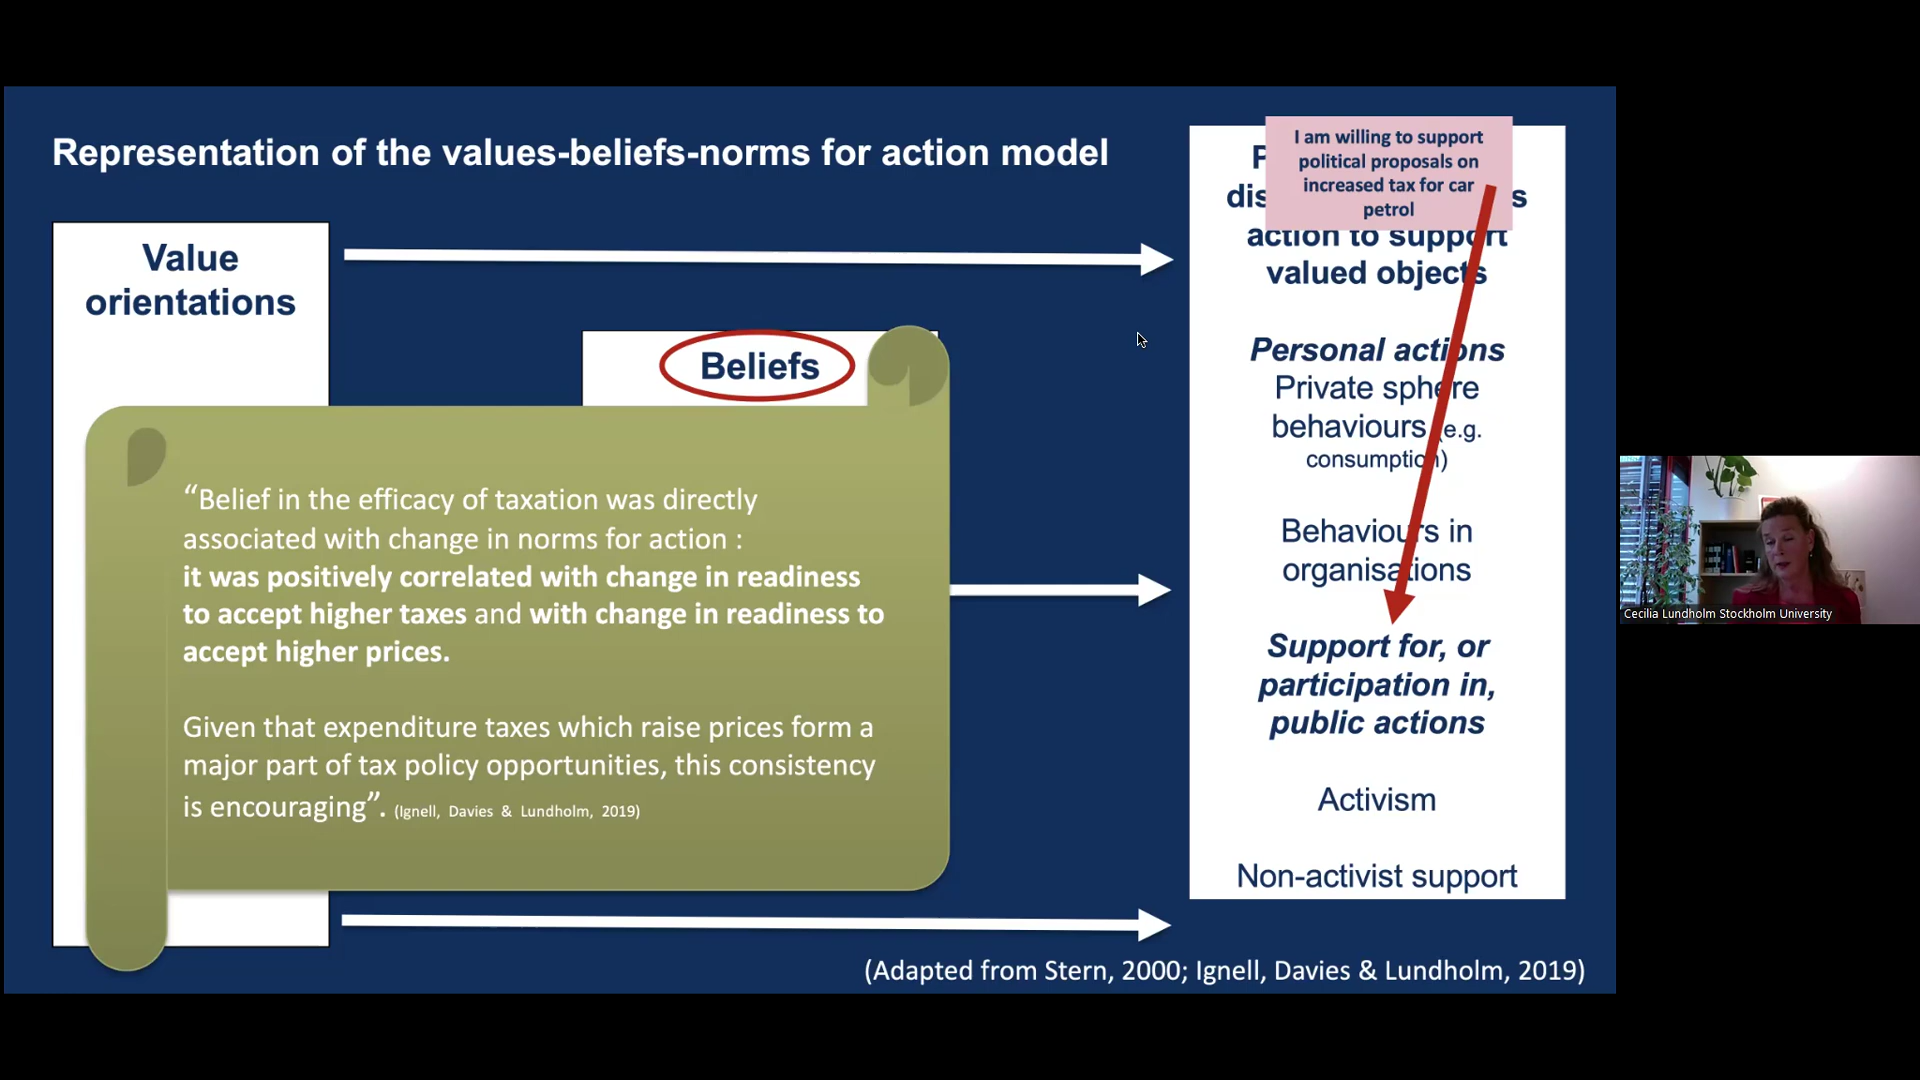 Representation of the values-beliefs-norms for action model
Value
orientations
Beliefs
“Belief in the efficacy of taxation was directly
associated with change in norms for action :
it was positively correlated with change in readiness
to accept higher taxes and with change in readiness to
accept higher prices.
Given that expenditure taxes which raise prices form a
major part of tax policy opportunities, this consistency
is encouraging”. (Ignell, Davies & Lundholm, 2019)
I am willing to support
political proposals on
increased tax for car
petrol
action to support
valued objects
Personal actions
Private sphere
behaviours (e.g.
consumption)
Behaviours in
organisations
Support for, or
participation in,
public actions
Activism
Non-activist support
(Adapted from Stern, 2000; Ignell, Davies & Lundholm, 2019)
Cecilia Lundholm Stockholm University